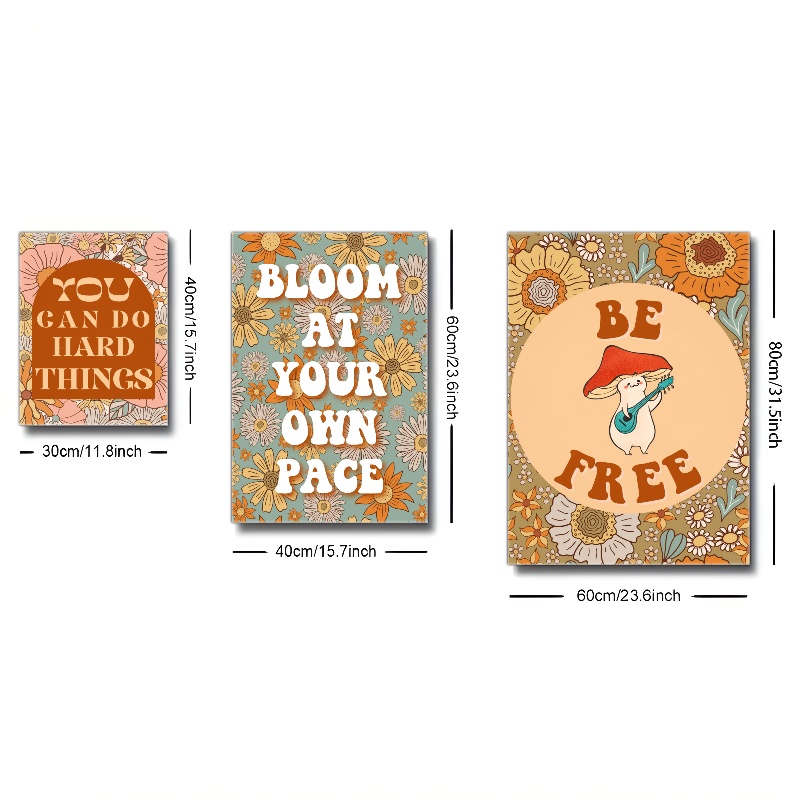 YOU
CAN DO
HARD
THINGS
40cm/15.7inch
30cm/11.8inch
BLOOM
AT
YOUR
OWN
PACE
60cm/23.6inch
40cm/15.7inch
BE
FREE
80cm/31.5inch
60cm/23.6inch